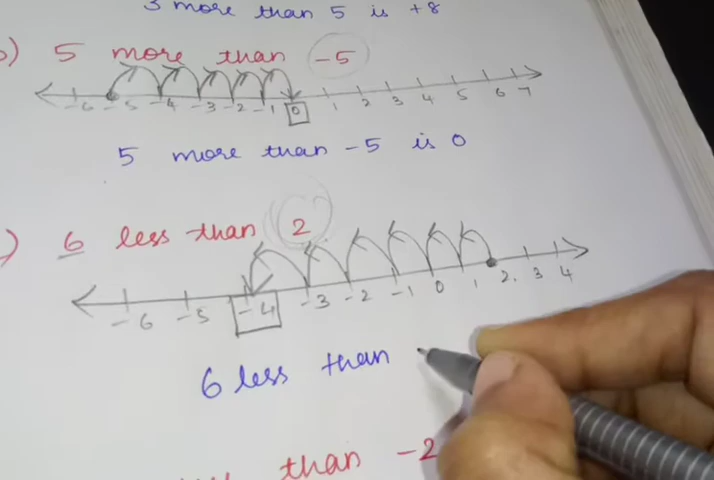 3 more than 5 is +8
) 5 more than -5
-6 -5 -4 -3 -2 -1 0 1 2 3 4 5 6 7
5 more than -5 is 0
) 6 less than 2
-6 -5 -4 -3 -2 -1 0 1 2. 3 4
6 less than
than -2